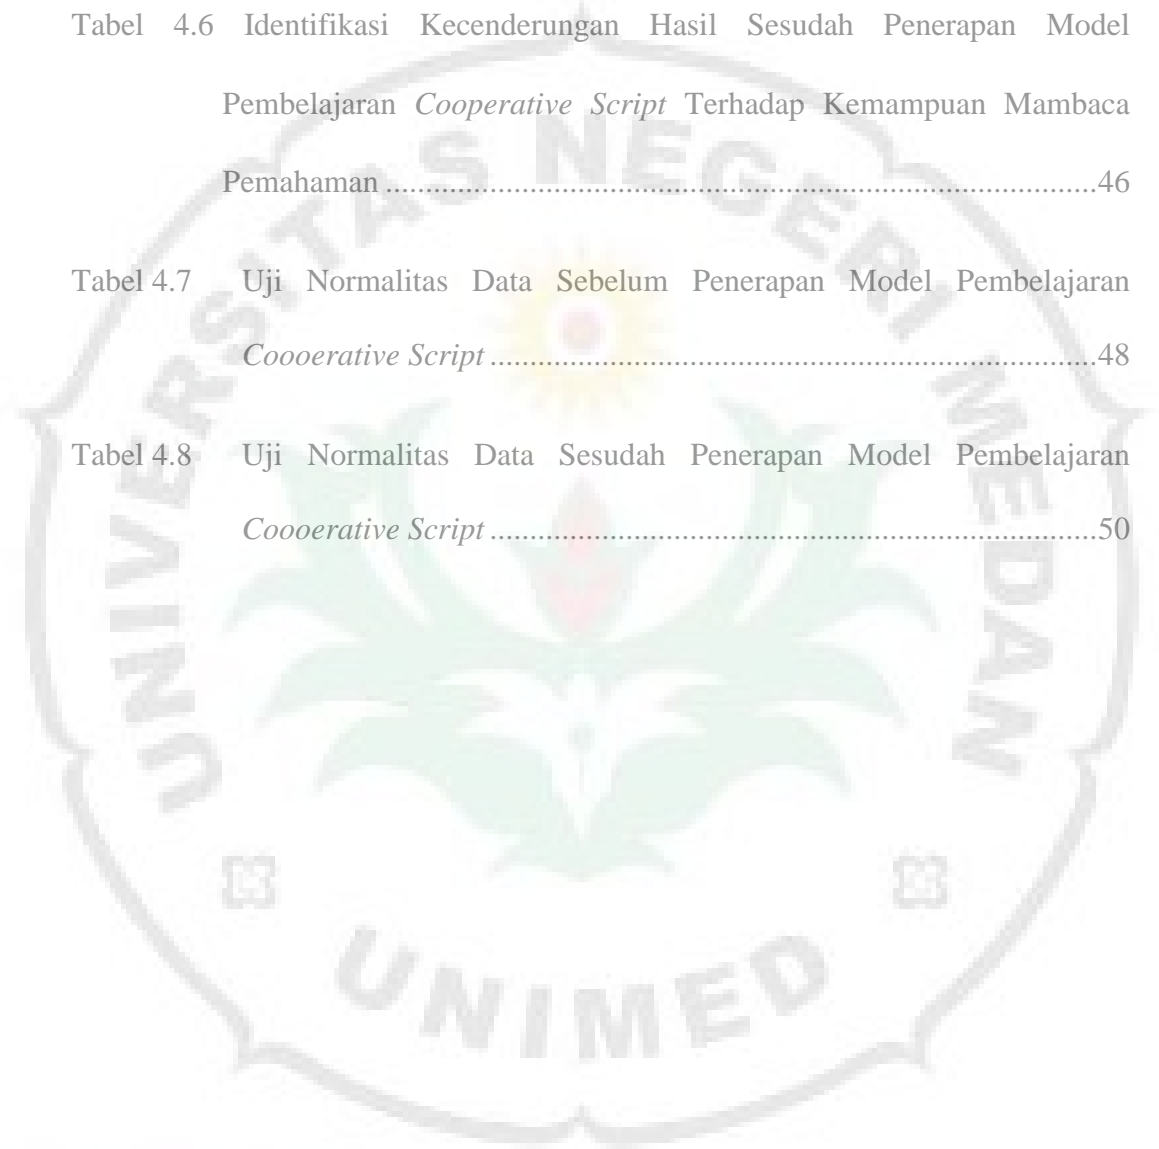 Tabel 4.6 Identifikasi Kecenderungan Hasil Sesudah Penerapan Model
Pembelajaran Cooperative Script Terhadap Kemampuan Mambaca
Pemahaman ........................................................................................46
Tabel 4.7 Uji Normalitas Data Sebelum Penerapan Model Pembelajaran
Coooerative Script ...........................................................................48
Tabel 4.8 Uji Normalitas Data Sesudah Penerapan Model Pembelajaran
Coooerative Script ...........................................................................50
UNIVERSITAS NEGERI MEDAN
UNIMED